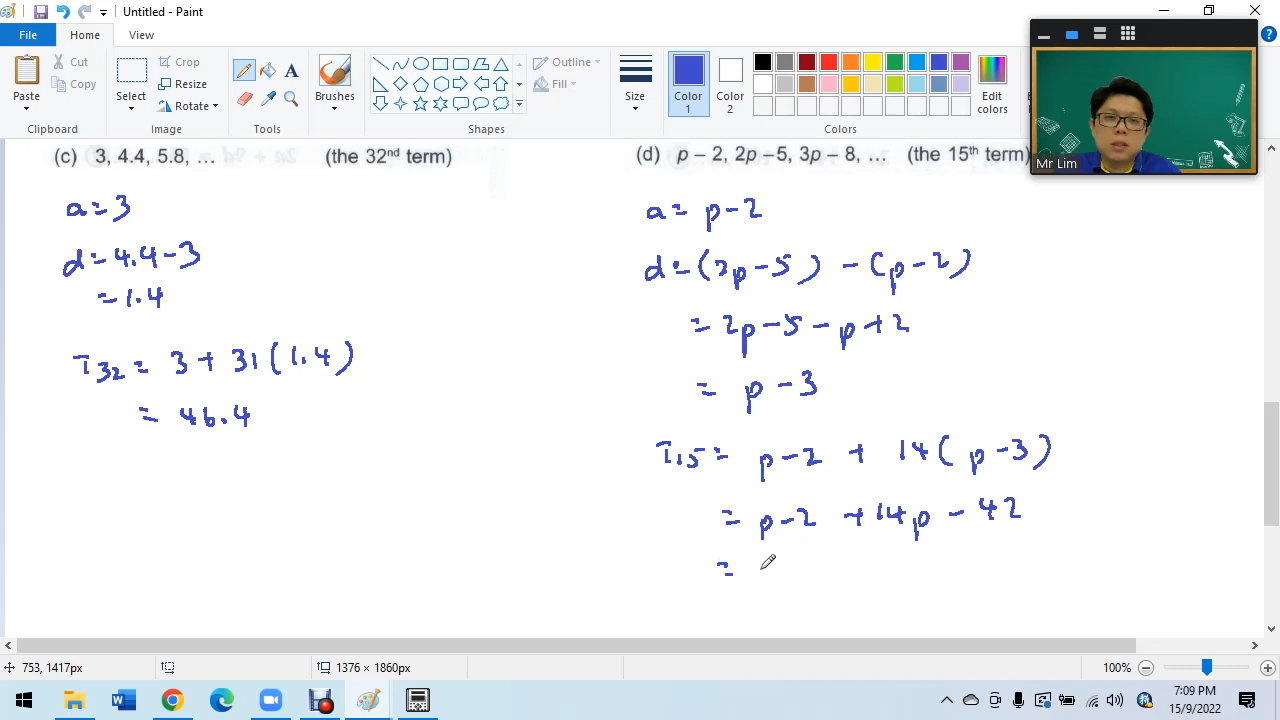 Untitled - Paint
File Home View
Paste
Cut
Copy
Clipboard
Select
Crop
Resize
Rotate
Image
A
Tools
Brushes
Shapes
Outline
Fill
Size
Color 1
Color 2
Edit colors
Colors
Mr Lim
(c) 3, 4.4, 5.8, … (the 32nd term)
a = 3
d = 4.4 - 3
= 1.4
T32 = 3 + 31 ( 1.4 )
= 46.4
(d) p – 2, 2p –5, 3p – 8, … (the 15th term)
a = p - 2
d = (2p - 5) - (p - 2)
= 2p - 5 - p + 2
= p - 3
T15 = p - 2 + 14 ( p - 3 )
= p - 2 + 14p - 42
=
753, 1417px
1376 × 1860px
100%
7:09 PM
15/9/2022